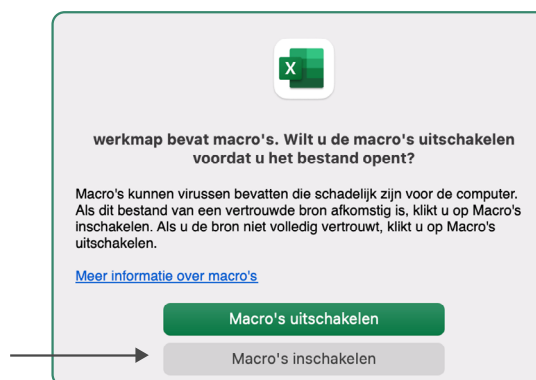 X
werkmap bevat macro's. Wilt u de macro's uitschakelen
voordat u het bestand opent?
Macro's kunnen virussen bevatten die schadelijk zijn voor de computer.
Als dit bestand van een vertrouwde bron afkomstig is, klikt u op Macro's
inschakelen. Als u de bron niet volledig vertrouwt, klikt u op Macro's
uitschakelen.
Meer informatie over macro's
Macro's uitschakelen
Macro's inschakelen